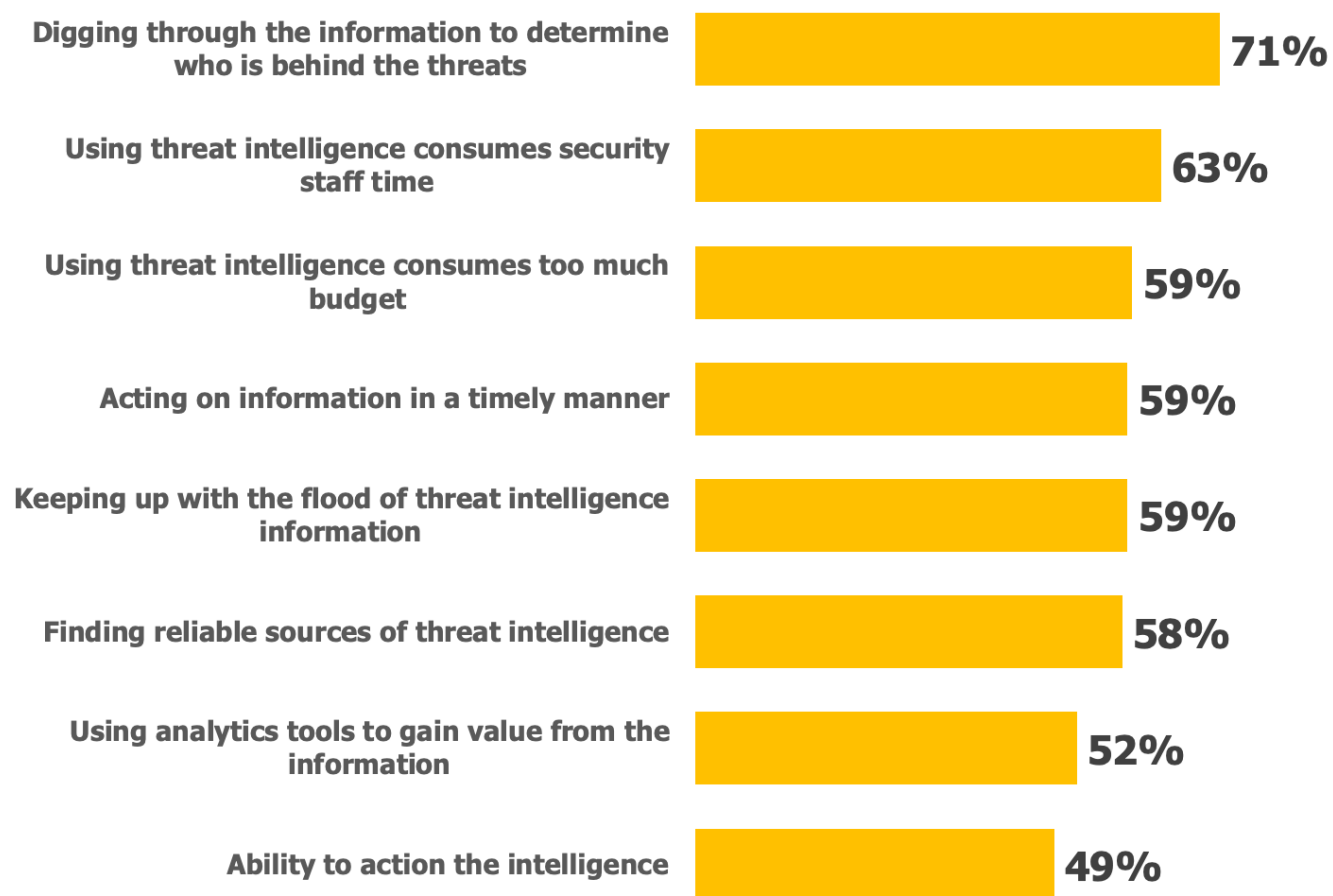 Digging through the information to determine
who is behind the threats
71%
Using threat intelligence consumes security
staff time
63%
Using threat intelligence consumes too much
budget
59%
Acting on information in a timely manner
59%
Keeping up with the flood of threat intelligence
information
59%
Finding reliable sources of threat intelligence
58%
Using analytics tools to gain value from the
information
52%
Ability to action the intelligence
49%